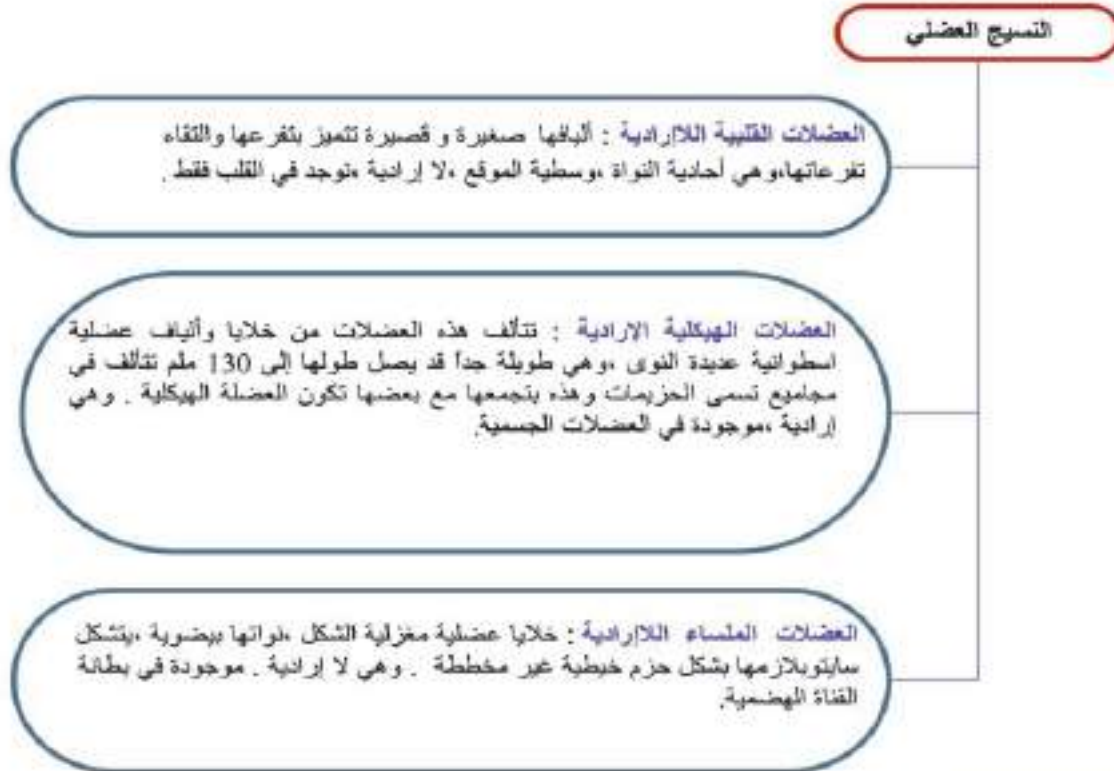 النسيج العضلي
العضلات القلبية اللاإرادية : أليافها صغيرة و قصيرة تتميز بتفرعها والتقاء
تفرعاتها،وهي أحادية النواة ،وسطية الموقع ،لا إرادية ،توجد في القلب فقط .
العضلات الهيكلية الإرادية : تتألف هذه العضلات من خلايا وألياف عضلية
اسطوانية عديدة النوى ،وهي طويلة جداً قد يصل طولها إلى 130 ملم تتألف في
مجاميع تسمى الحزيمات وهذه بتجمعها مع بعضها تكون العضلة الهيكلية . وهي
إرادية ،موجودة في العضلات الجسمية.
العضلات الملساء اللاإرادية : خلايا عضلية مغزلية الشكل ،نواتها بيضوية ،يتشكل
سايتوبلازمها بشكل حزم خيطية غير مخططة . وهي لا إرادية . موجودة في بطانة
القناة الهضمية.